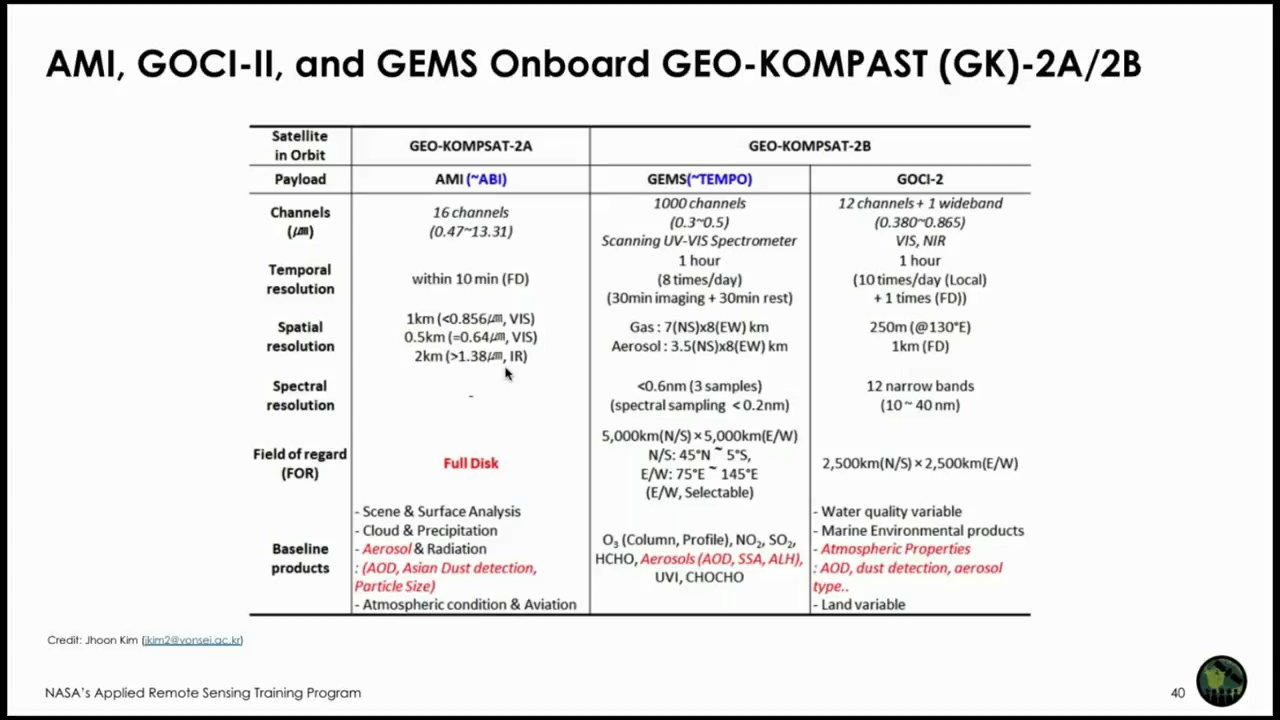 AMI, GOCI-II, and GEMS Onboard GEO-KOMPAST (GK)-2A/2B
Satellite in Orbit
GEO-KOMPSAT-2A
GEO-KOMPSAT-2B
Payload
AMI (~ABI)
GEMS(~TEMPO)
GOCI-2
Channels
(㎛)
16 channels
(0.47~13.31)
1000 channels
(0.3~0.5)
Scanning UV-VIS Spectrometer
12 channels + 1 wideband
(0.380~0.865)
VIS, NIR
Temporal
resolution
within 10 min (FD)
1 hour
(8 times/day)
(30min imaging + 30min rest)
1 hour
(10 times/day (Local)
+ 1 times (FD))
Spatial
resolution
1km (<0.856㎛, VIS)
0.5km (=0.64㎛, VIS)
2km (>1.38㎛, IR)
Gas : 7(NS)x8(EW) km
Aerosol : 3.5(NS)x8(EW) km
250m (@130°E)
1km (FD)
Spectral
resolution
-
<0.6nm (3 samples)
(spectral sampling < 0.2nm)
12 narrow bands
(10 ~ 40 nm)
Field of regard
(FOR)
Full Disk
5,000km(N/S) × 5,000km(E/W)
N/S: 45°N ~ 5°S,
E/W: 75°E ~ 145°E
(E/W, Selectable)
2,500km(N/S) × 2,500km(E/W)
Baseline
products
- Scene & Surface Analysis
- Cloud & Precipitation
- Aerosol & Radiation
: (AOD, Asian Dust detection,
Particle Size)
- Atmospheric condition & Aviation
O₃ (Column, Profile), NO₂, SO₂,
HCHO, Aerosols (AOD, SSA, ALH),
UVI, CHOCHO
- Water quality variable
- Marine Environmental products
- Atmospheric Properties
: AOD, dust detection, aerosol
type..
- Land variable
Credit: Jhoon Kim (jkim2@yonsei.ac.kr)
NASA's Applied Remote Sensing Training Program
40